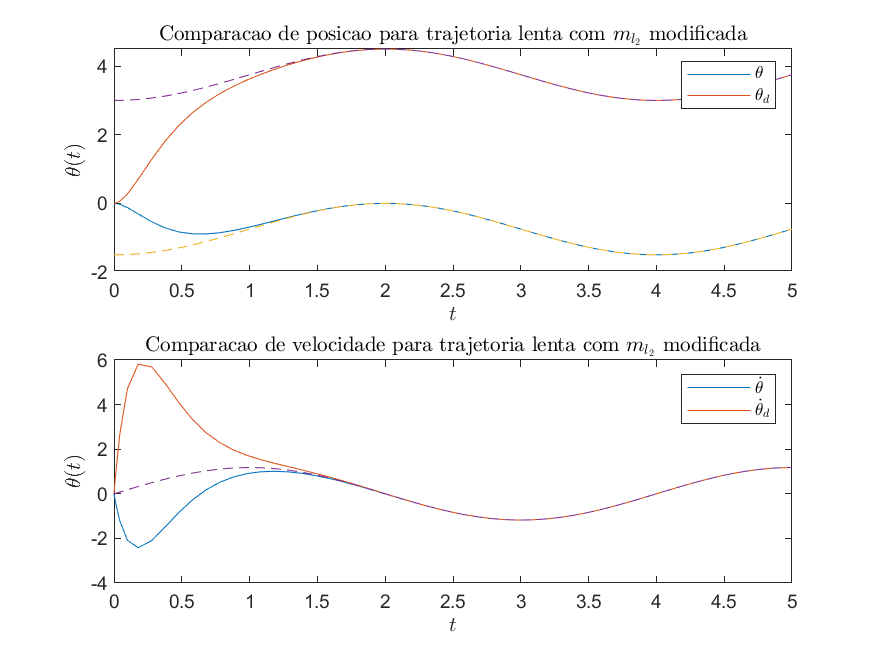 Comparacao de posicao para trajetoria lenta com m_{l_2} modificada
θ(t)
4
2
0
-2
θ
θ_d
0 0.5 1 1.5 2 2.5 3 3.5 4 4.5 5
t
Comparacao de velocidade para trajetoria lenta com m_{l_2} modificada
θ(t)
6
4
2
0
-2
-4
θ̇
θ̇_d
0 0.5 1 1.5 2 2.5 3 3.5 4 4.5 5
t